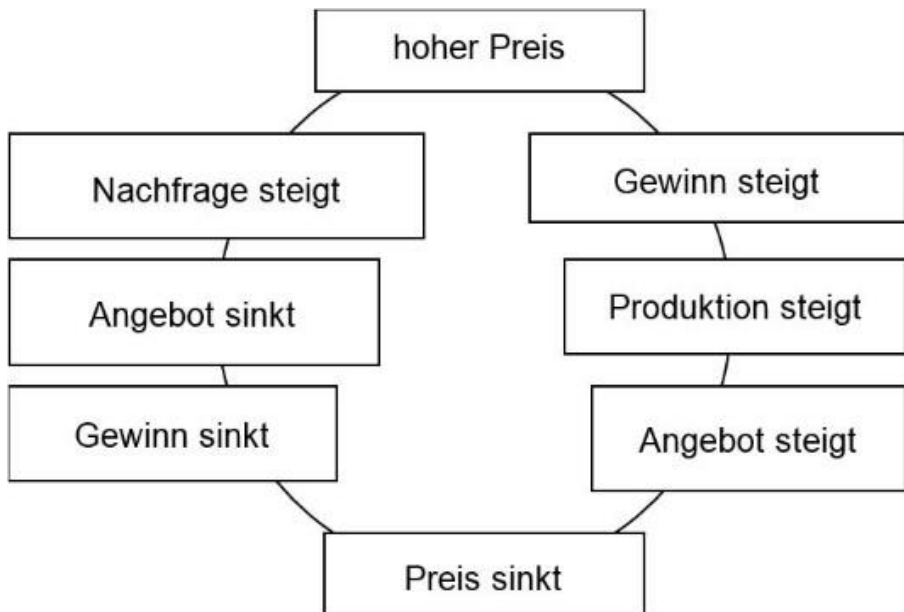 hoher Preis
Nachfrage steigt
Gewinn steigt
Angebot sinkt
Produktion steigt
Gewinn sinkt
Angebot steigt
Preis sinkt